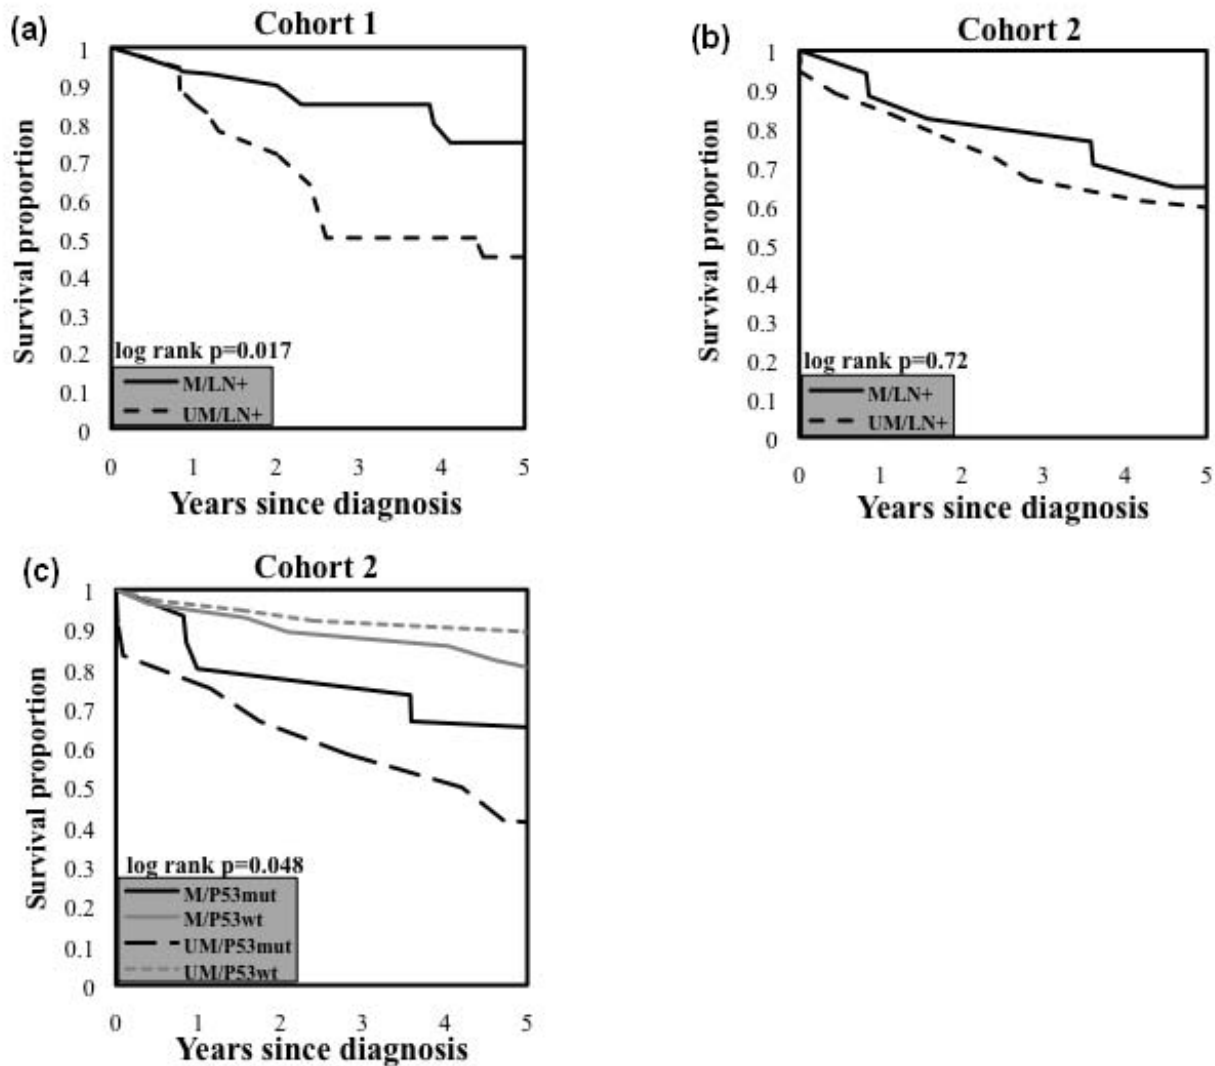 (a)
Cohort 1
Survival proportion
1
0.9
0.8
0.7
0.6
0.5
0.4
0.3
0.2
0.1
0
log rank p=0.017
M/LN+
UM/LN+
0 1 2 3 4 5
Years since diagnosis
(b)
Cohort 2
Survival proportion
1
0.9
0.8
0.7
0.6
0.5
0.4
0.3
0.2
0.1
0
log rank p=0.72
M/LN+
UM/LN+
0 1 2 3 4 5
Years since diagnosis
(c)
Cohort 2
Survival proportion
1
0.9
0.8
0.7
0.6
0.5
0.4
0.3
0.2
0.1
0
log rank p=0.048
M/P53mut
M/P53wt
UM/P53mut
UM/P53wt
0 1 2 3 4 5
Years since diagnosis